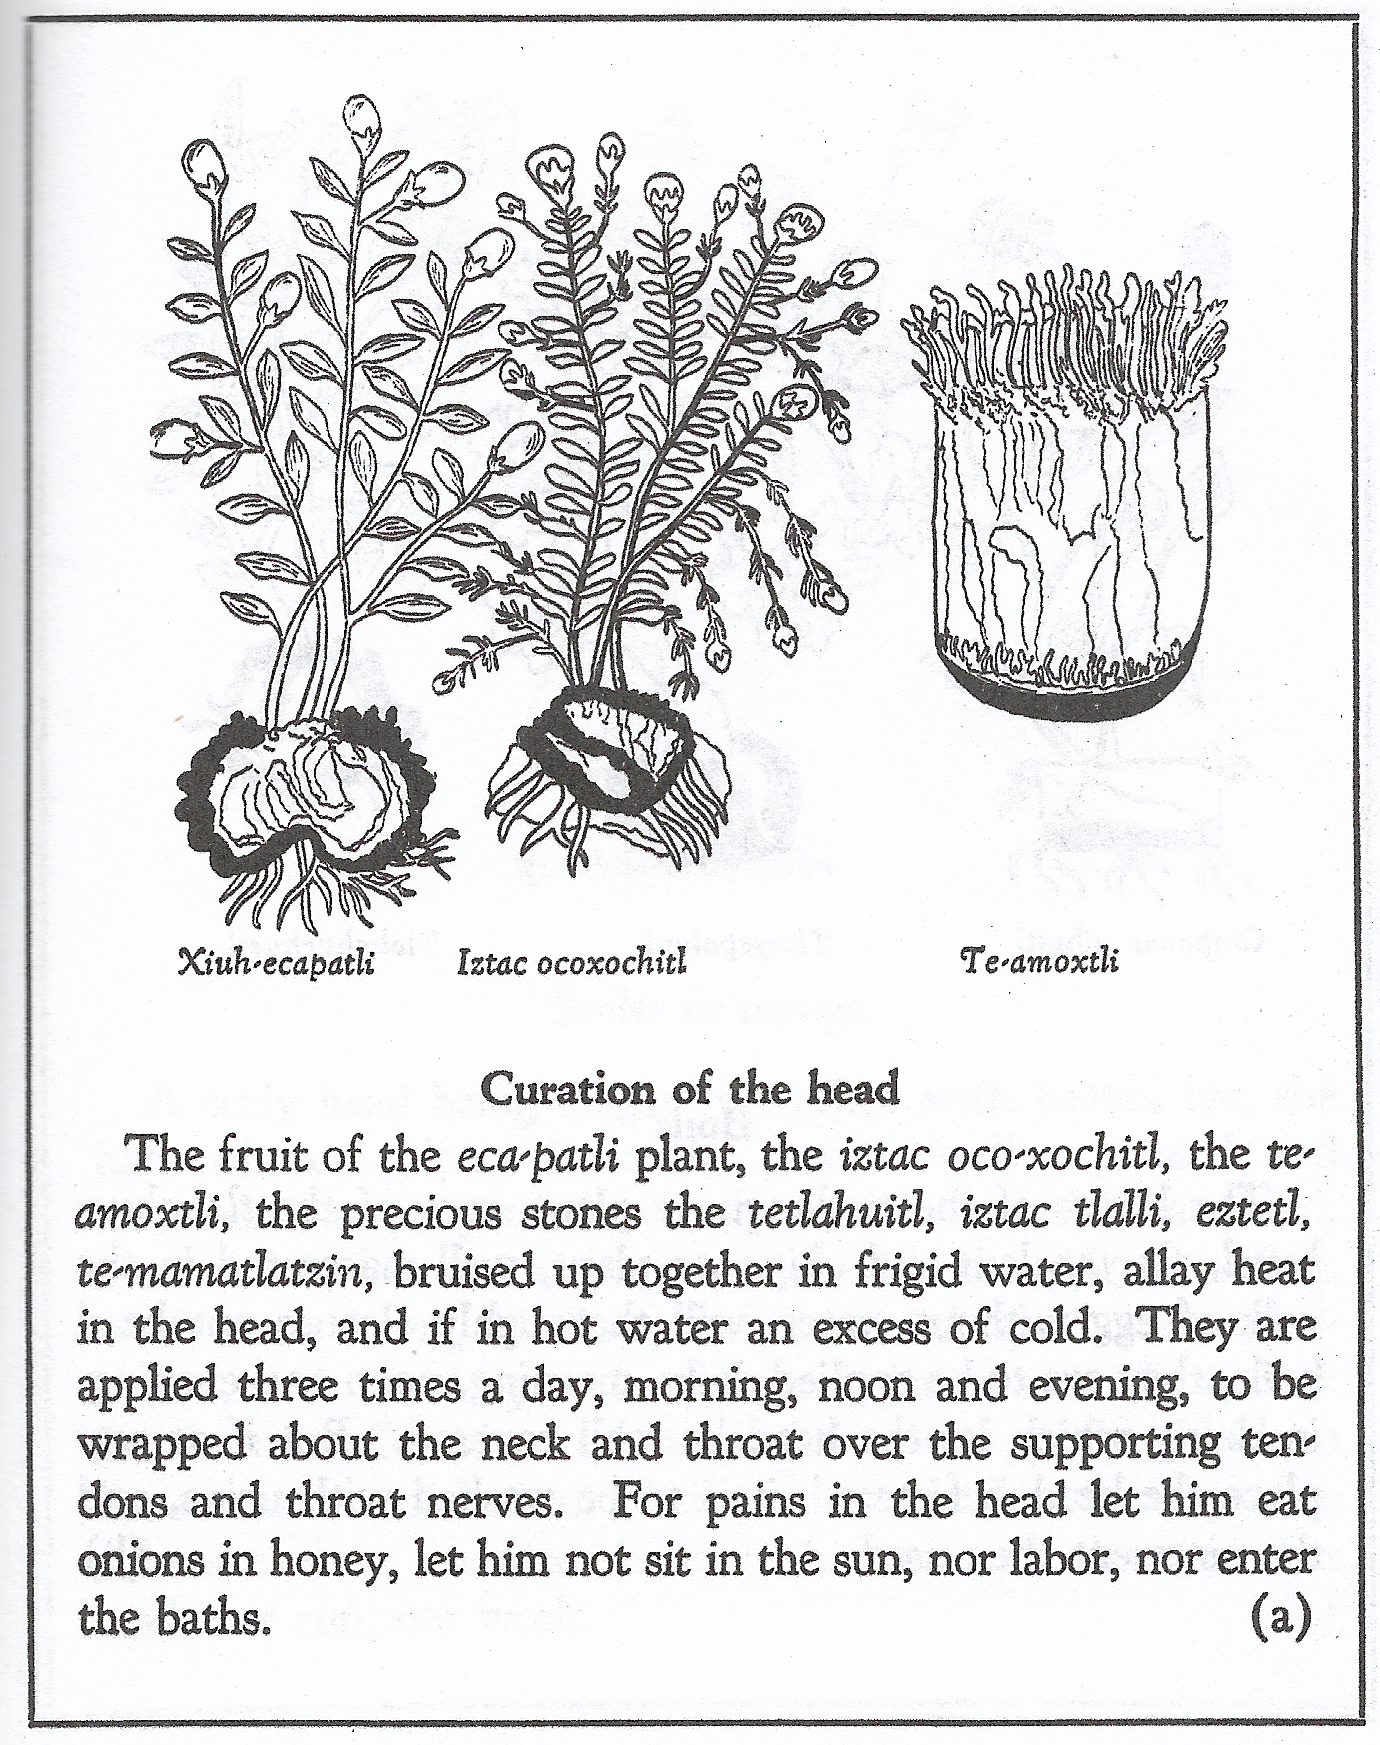 Xiuh-ecapatli Iztac ocoxochitl Te-amoxtli
Curation of the head
The fruit of the eca-patli plant, the iztac oco-xochitl, the te-
amoxtli, the precious stones the tetlahuitl, iztac tlalli, eztetl,
te-mamatlatzin, bruised up together in frigid water, allay heat
in the head, and if in hot water an excess of cold. They are
applied three times a day, morning, noon and evening, to be
wrapped about the neck and throat over the supporting ten-
dons and throat nerves. For pains in the head let him eat
onions in honey, let him not sit in the sun, nor labor, nor enter
the baths. (a)